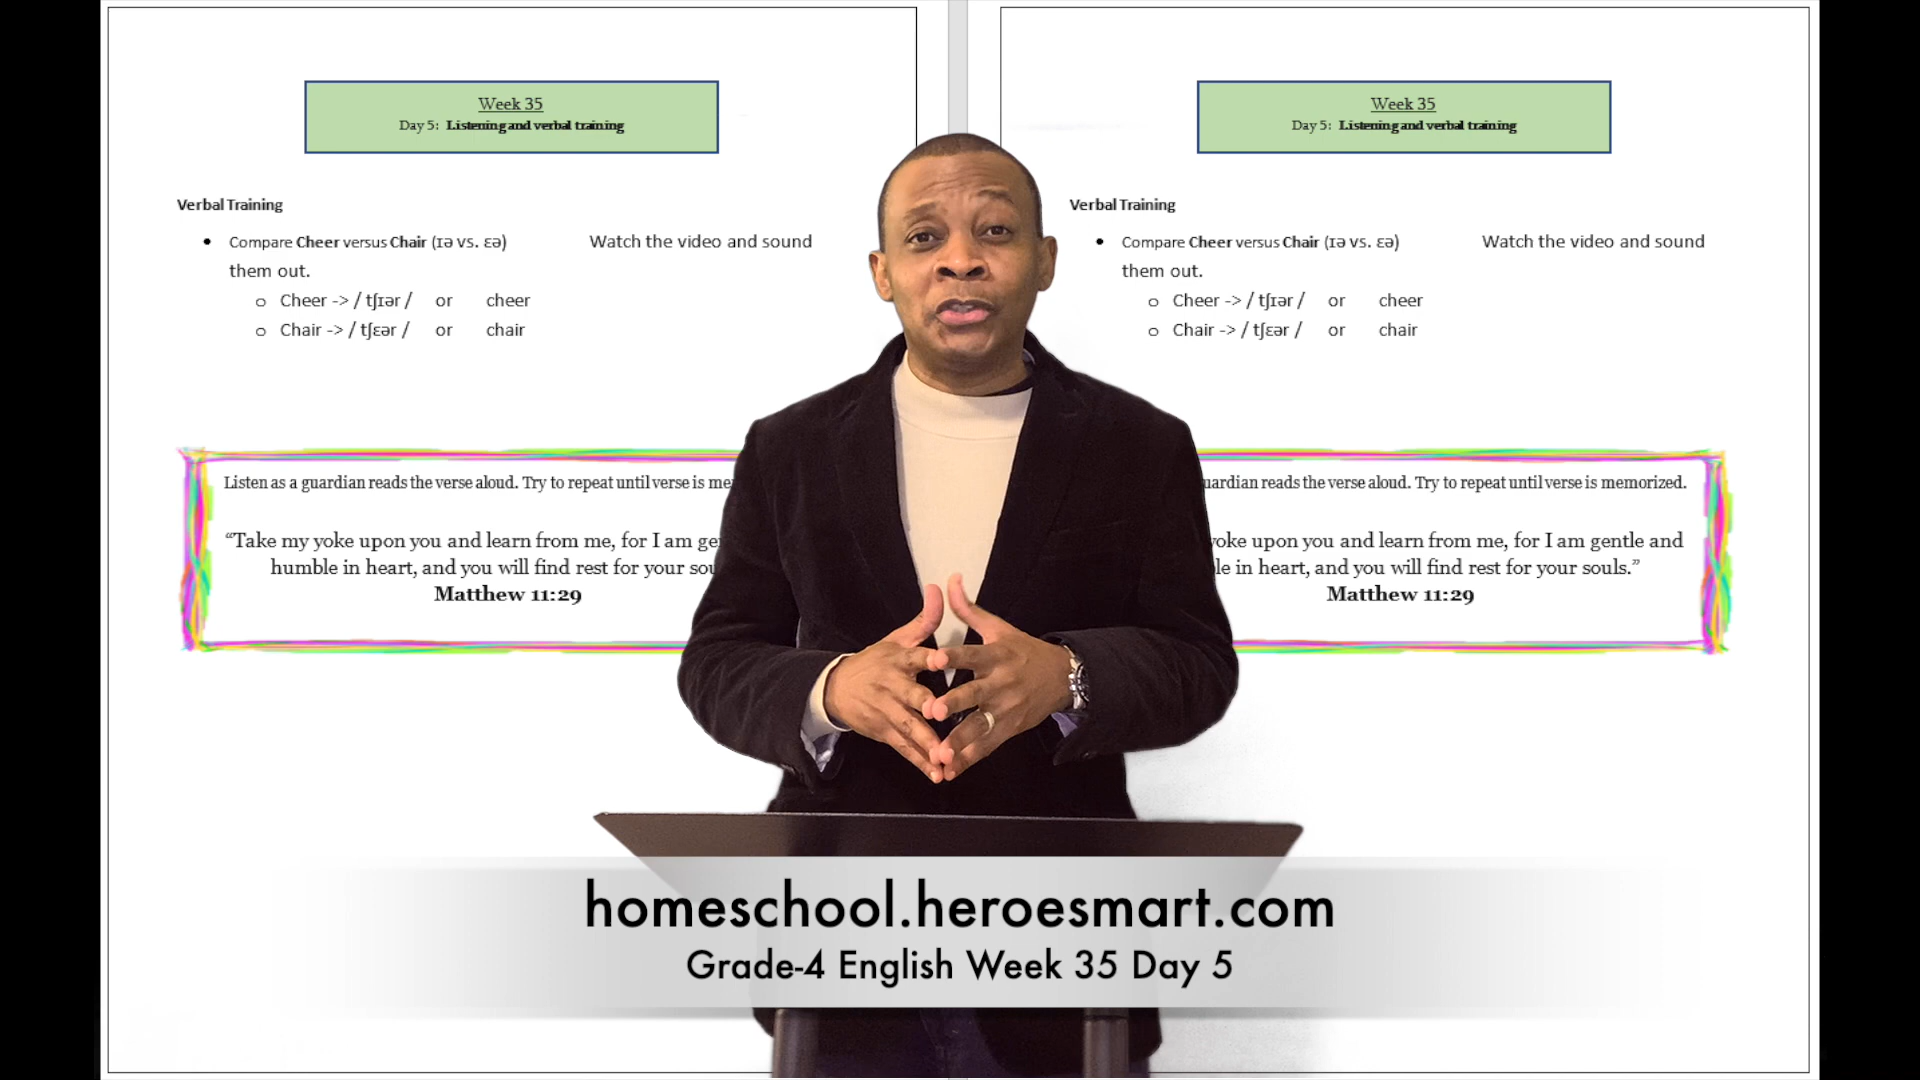 Week 35
Day 5: Listening and verbal training
Verbal Training
• Compare Cheer versus Chair (ɪə vs. ɛə) Watch the video and sound
them out.
o Cheer -> / tʃɪər / or cheer
o Chair -> / tʃɛər / or chair
Listen as a guardian reads the verse aloud. Try to repeat until verse is
“Take my yoke upon you and learn from me, for I am
humble in heart, and you will find rest for your
Matthew 11:29
Week 35
Day 5: Listening and verbal training
Verbal Training
• Compare Cheer versus Chair (ɪə vs. ɛə) Watch the video and sound
them out.
o Cheer -> / tʃɪər / or cheer
o Chair -> / tʃɛər / or chair
reads the verse aloud. Try to repeat until verse is memorized.
upon you and learn from me, for I am gentle and
in heart, and you will find rest for your souls.”
Matthew 11:29
homeschool.heroesmart.com
Grade-4 English Week 35 Day 5